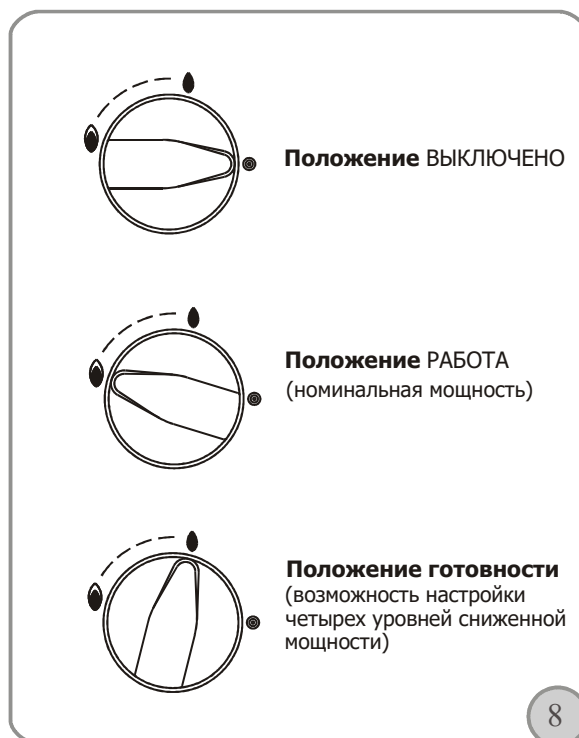 Положение ВЫКЛЮЧЕНО
Положение РАБОТА
(номинальная мощность)
Положение готовности
(возможность настройки
четырех уровней сниженной
мощности)
8